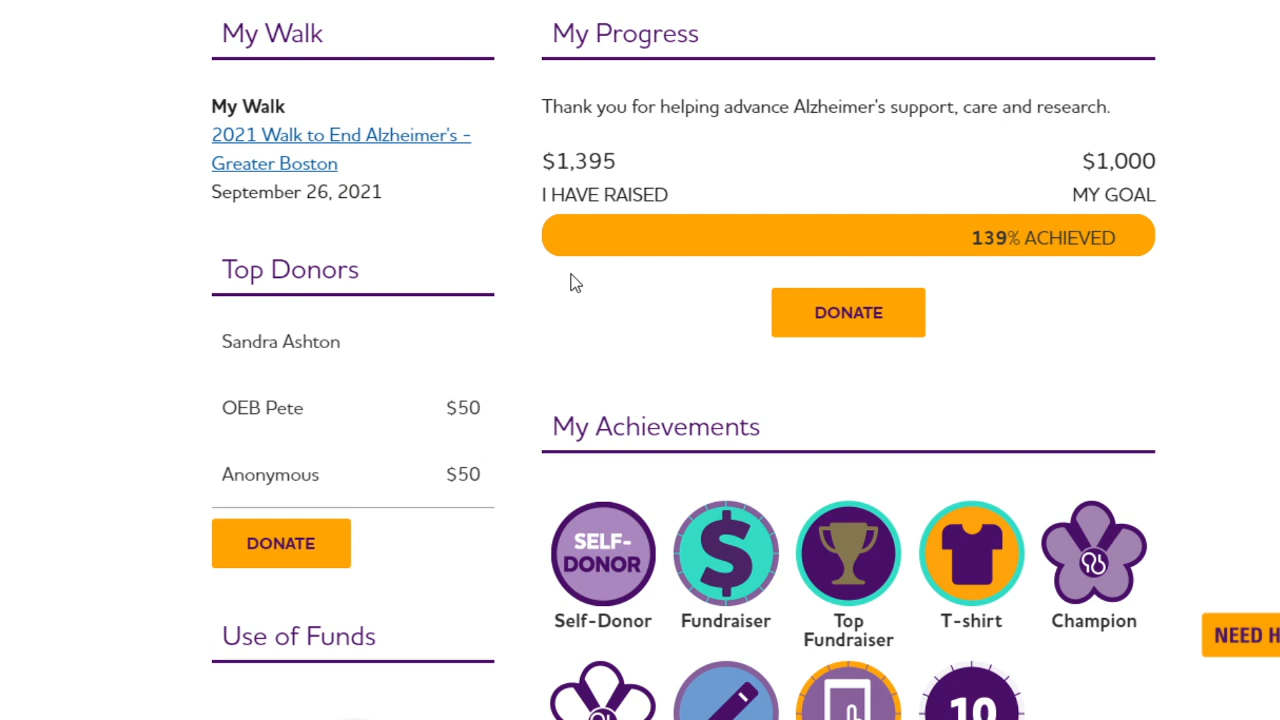 My Walk
My Walk
2021 Walk to End Alzheimer's -
Greater Boston
September 26, 2021
Top Donors
Sandra Ashton
OEB Pete $50
Anonymous $50
DONATE
Use of Funds
My Progress
Thank you for helping advance Alzheimer's support, care and research.
$1,395 $1,000
I HAVE RAISED MY GOAL
139% ACHIEVED
DONATE
My Achievements
SELF-
DONOR
$
Self-Donor Fundraiser Top T-shirt Champion
Fundraiser
10
NEED